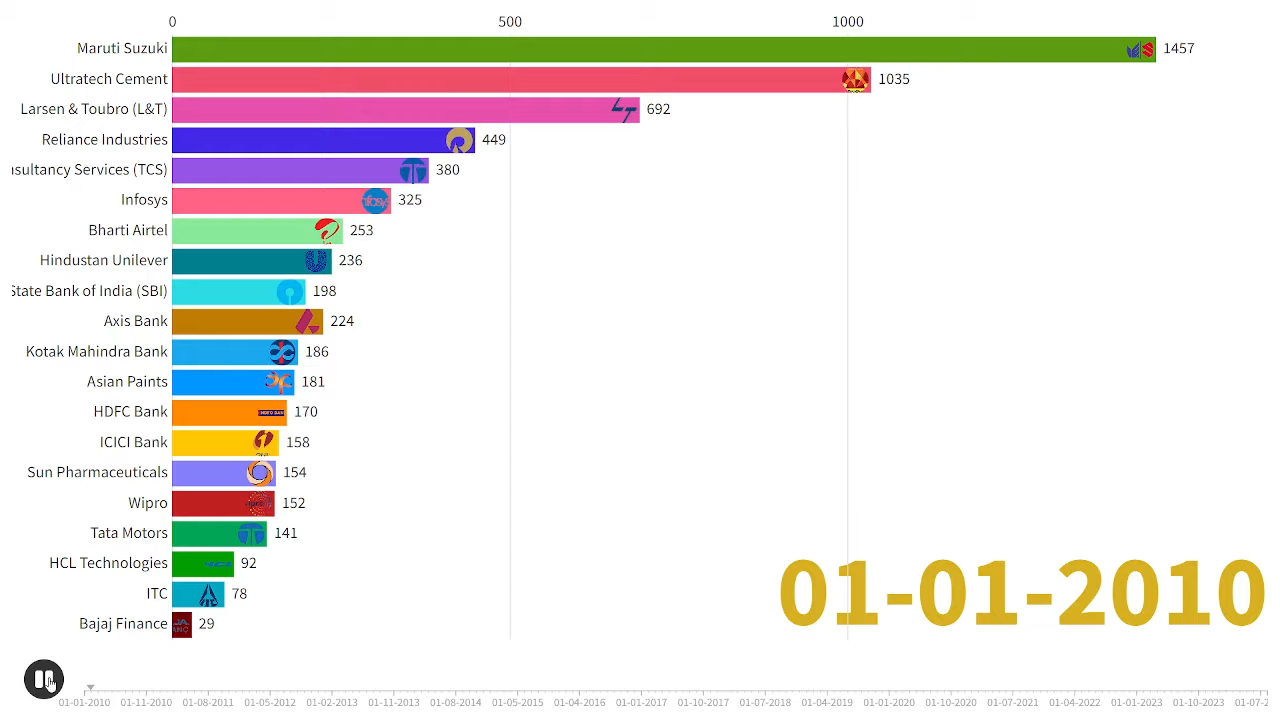 0 500 1000
Maruti Suzuki 1457
Ultratech Cement 1035
Larsen & Toubro (L&T) 692
Reliance Industries 449
nsultancy Services (TCS) 380
Infosys 325
Bharti Airtel 253
Hindustan Unilever 236
State Bank of India (SBI) 198
Axis Bank 224
Kotak Mahindra Bank 186
Asian Paints 181
HDFC Bank 170
ICICI Bank 158
Sun Pharmaceuticals 154
Wipro 152
Tata Motors 141
HCL Technologies 92
ITC 78
Bajaj Finance 29
01-01-2010
01-01-2010 01-11-2010 01-08-2011 01-05-2012 01-02-2013 01-11-2013 01-08-2014 01-05-2015 01-02-2016 01-01-2017 01-10-2017 01-07-2018 01-04-2019 01-01-2020 01-10-2020 01-07-2021 01-04-2022 01-01-2023 01-10-2023 01-07-2